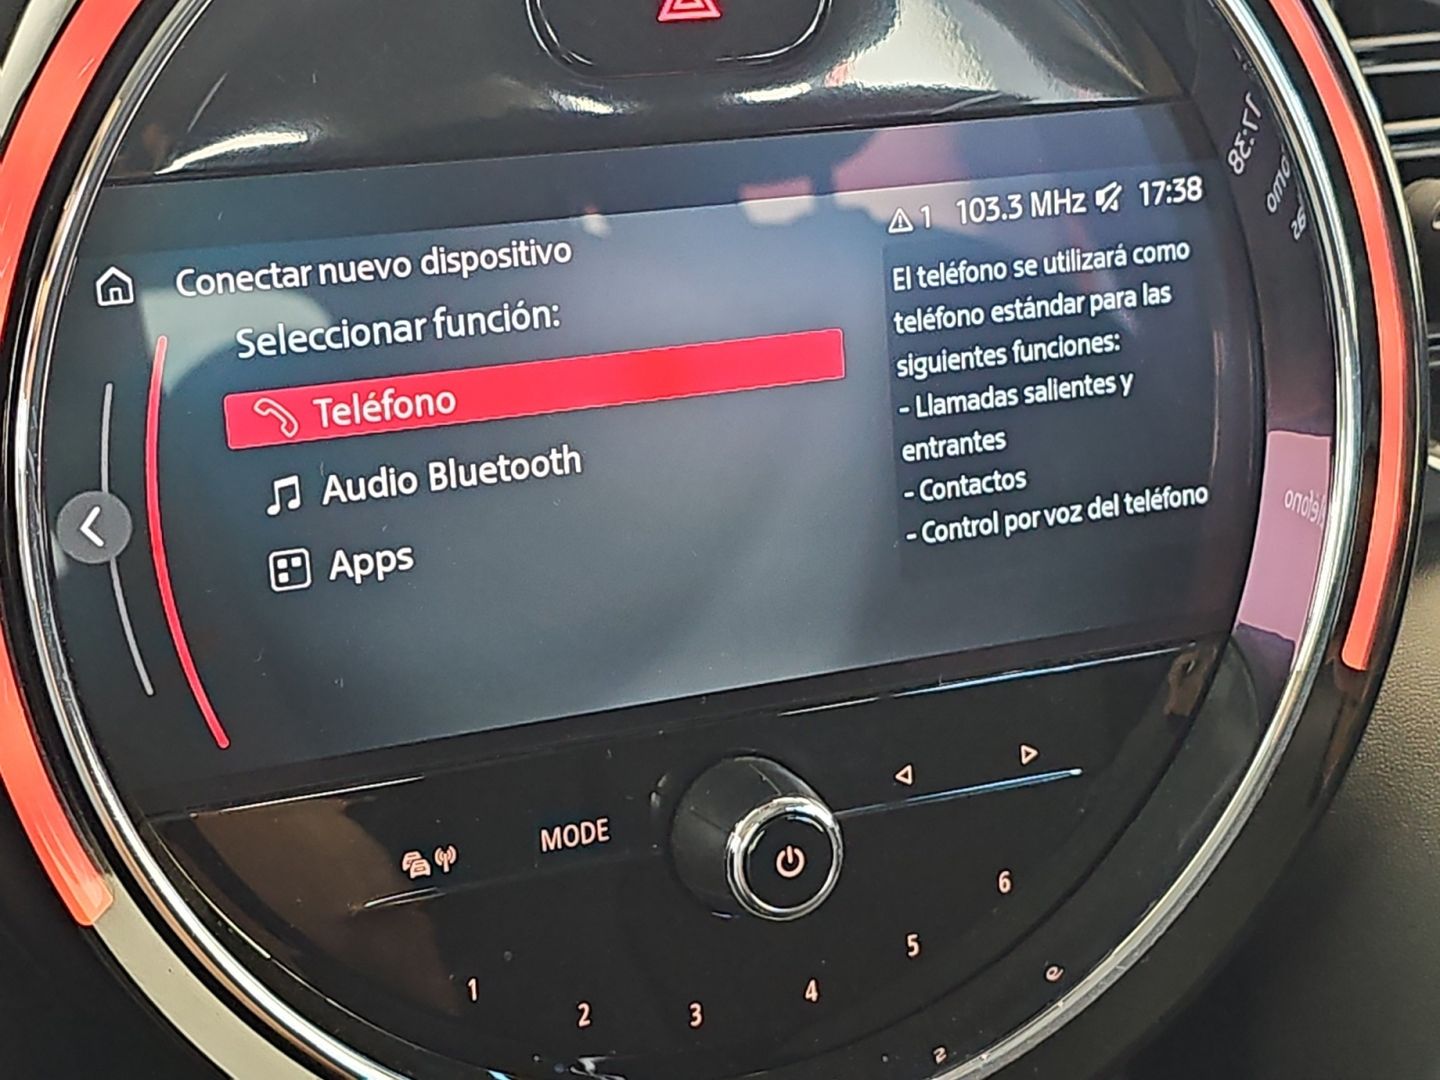 1 103.3 MHz 17:38
Conectar nuevo dispositivo
Seleccionar función:
Teléfono
Audio Bluetooth
Apps
El teléfono se utilizará como
teléfono estándar para las
siguientes funciones:
- Llamadas salientes y
entrantes
- Contactos
- Control por voz del teléfono
MODE
1
2
3
4
5
6